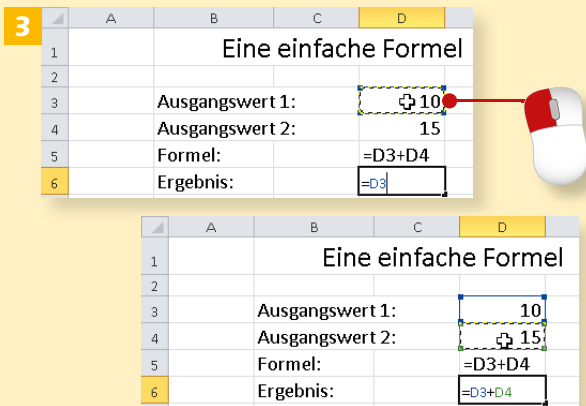 3
A B C D
1 Eine einfache Formel
2
3 Ausgangswert 1: 10
4 Ausgangswert 2: 15
5 Formel: =D3+D4
6 Ergebnis: =D3
A B C D
1 Eine einfache Formel
2
3 Ausgangswert 1: 10
4 Ausgangswert 2: 15
5 Formel: =D3+D4
6 Ergebnis: =D3+D4